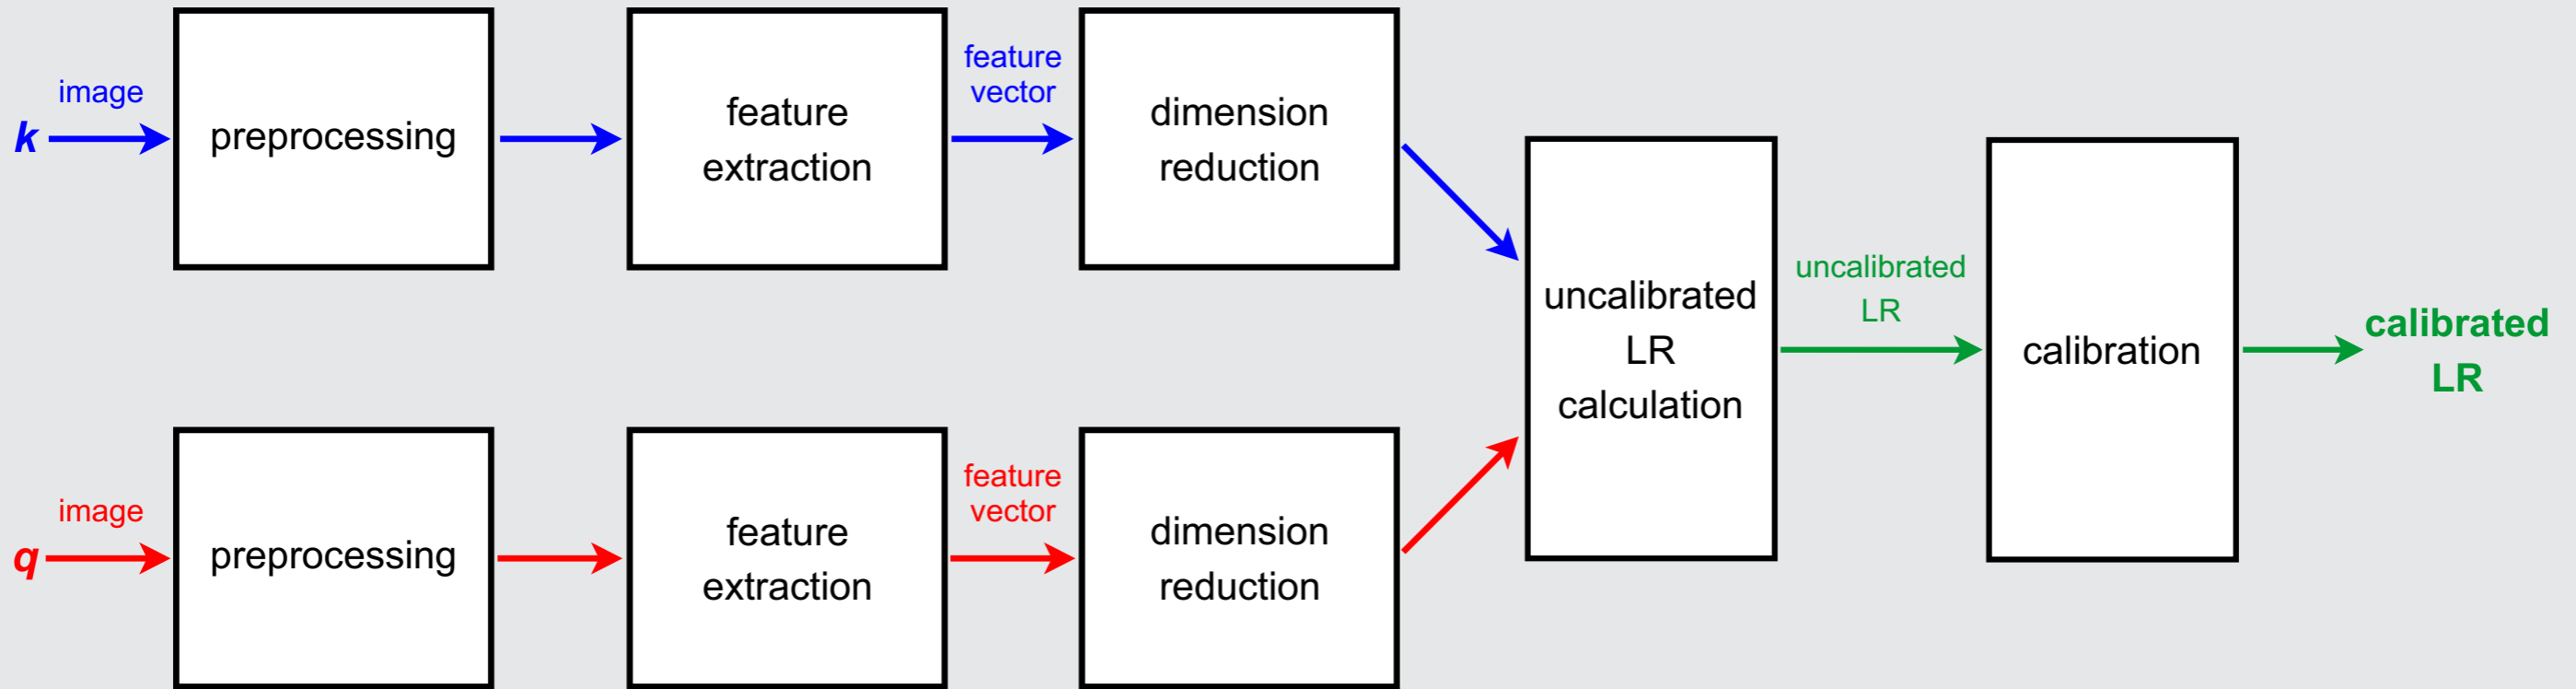 k
image
preprocessing
feature
extraction
feature
vector
dimension
reduction
q
image
preprocessing
feature
extraction
feature
vector
dimension
reduction
uncalibrated
LR
calculation
uncalibrated
LR
calibration
calibrated
LR